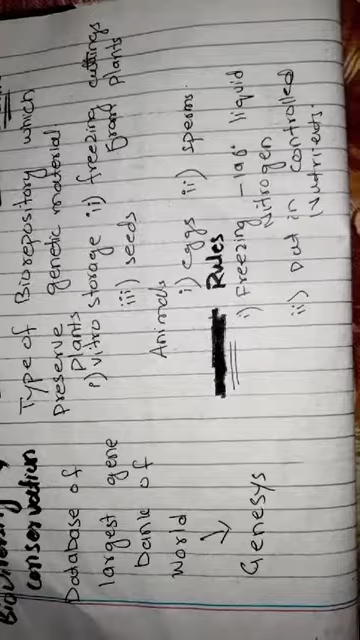 Biodiversity
conservation
Database of
largest gene
bank of
world
↓
Genesys
Type of Biorepository which
preserve genetic material
Plants
i) vitro storage ii) freezing cuttings
from plants
iii) seeds
Animals
i) eggs ii) sperms.
Rules
i) Freezing -196° liquid
Nitrogen
ii) put in controlled
Nutrients.